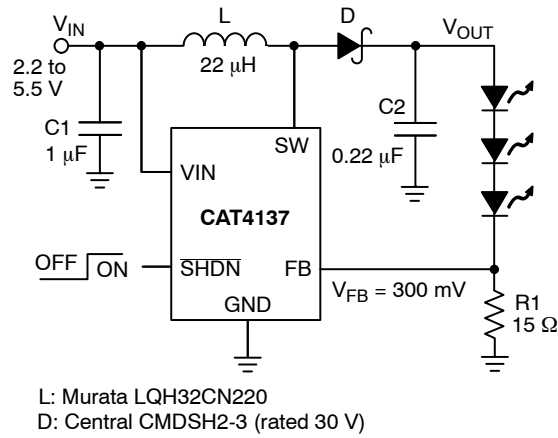 VIN
2.2 to
5.5 V
L
22 μH
D
VOUT
C1
1 μF
C2
0.22 μF
SW
VIN
CAT4137
OFF
ON
SHDN
FB
VFB = 300 mV
GND
R1
15 Ω
L: Murata LQH32CN220
D: Central CMDSH2-3 (rated 30 V)